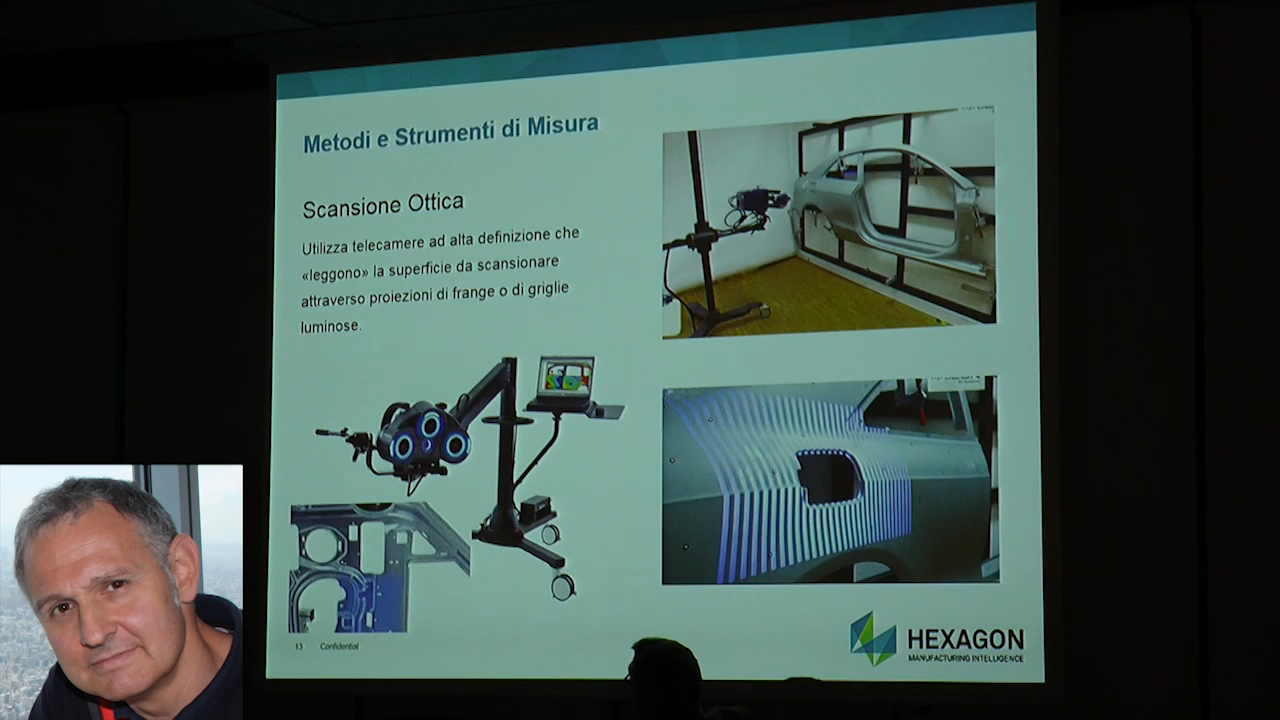 Metodi e Strumenti di Misura
Scansione Ottica
Utilizza telecamere ad alta definizione che
«leggono» la superficie da scansionare
attraverso proiezioni di frange o di griglie
luminose.
13 Confidential
HEXAGON
MANUFACTURING INTELLIGENCE